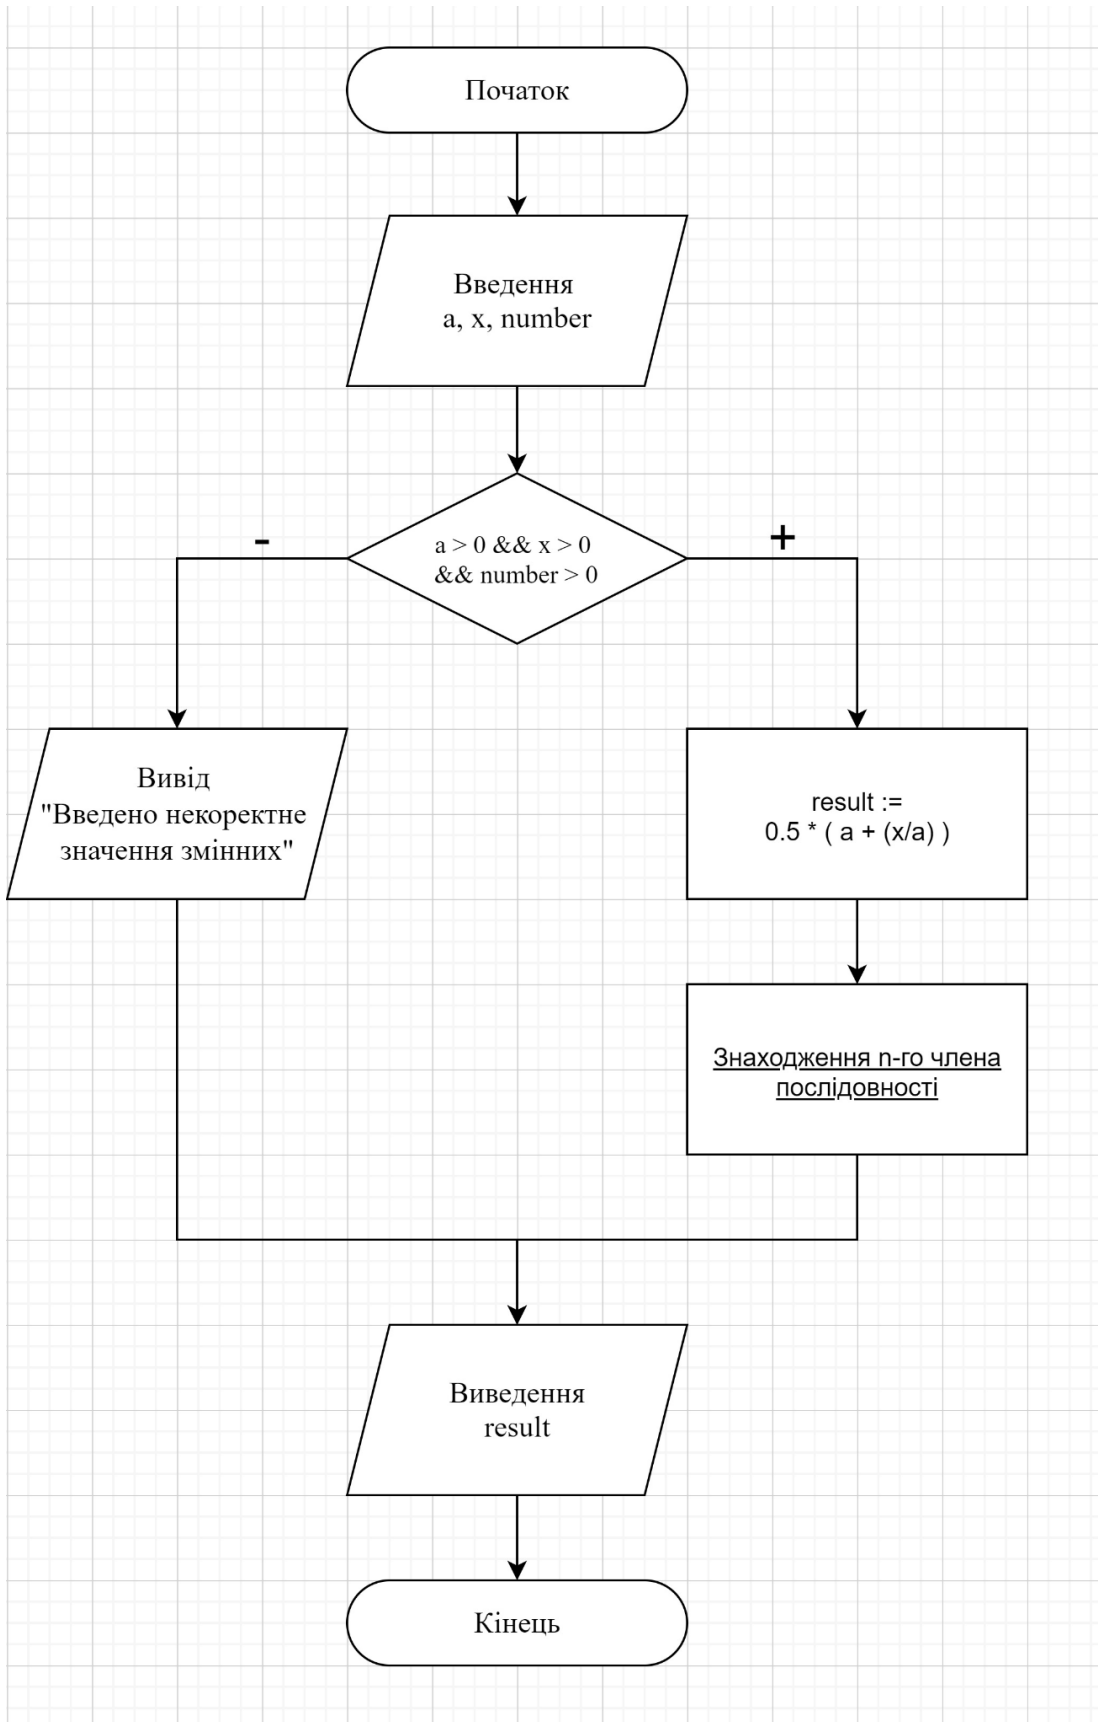 Початок
Введення
a, x, number
a > 0 && x > 0
&& number > 0
-
+
Вивід
"Введено некоректне
значення змінних"
result :=
0.5 * ( a + (x/a) )
Знаходження n-го члена
послідовності
Виведення
result
Кінець